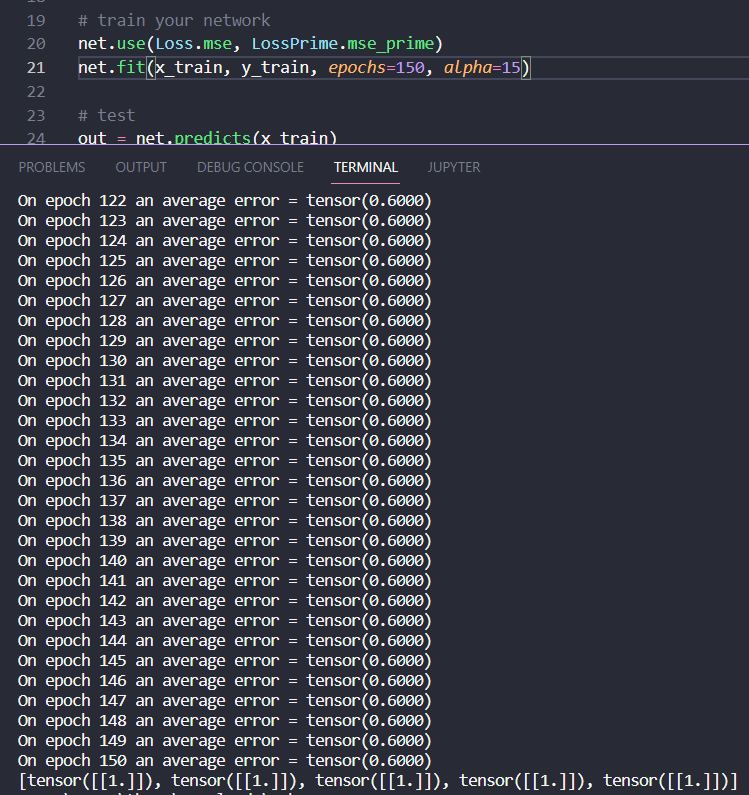 19 # train your network
20 net.use(Loss.mse, LossPrime.mse_prime)
21 net.fit(x_train, y_train, epochs=150, alpha=15)
22
23 # test
24 out = net.predicts(x_train)
PROBLEMS OUTPUT DEBUG CONSOLE TERMINAL JUPYTER
On epoch 122 an average error = tensor(0.6000)
On epoch 123 an average error = tensor(0.6000)
On epoch 124 an average error = tensor(0.6000)
On epoch 125 an average error = tensor(0.6000)
On epoch 126 an average error = tensor(0.6000)
On epoch 127 an average error = tensor(0.6000)
On epoch 128 an average error = tensor(0.6000)
On epoch 129 an average error = tensor(0.6000)
On epoch 130 an average error = tensor(0.6000)
On epoch 131 an average error = tensor(0.6000)
On epoch 132 an average error = tensor(0.6000)
On epoch 133 an average error = tensor(0.6000)
On epoch 134 an average error = tensor(0.6000)
On epoch 135 an average error = tensor(0.6000)
On epoch 136 an average error = tensor(0.6000)
On epoch 137 an average error = tensor(0.6000)
On epoch 138 an average error = tensor(0.6000)
On epoch 139 an average error = tensor(0.6000)
On epoch 140 an average error = tensor(0.6000)
On epoch 141 an average error = tensor(0.6000)
On epoch 142 an average error = tensor(0.6000)
On epoch 143 an average error = tensor(0.6000)
On epoch 144 an average error = tensor(0.6000)
On epoch 145 an average error = tensor(0.6000)
On epoch 146 an average error = tensor(0.6000)
On epoch 147 an average error = tensor(0.6000)
On epoch 148 an average error = tensor(0.6000)
On epoch 149 an average error = tensor(0.6000)
On epoch 150 an average error = tensor(0.6000)
[tensor([[1.]]), tensor([[1.]]), tensor([[1.]]), tensor([[1.]]), tensor([[1.]])]